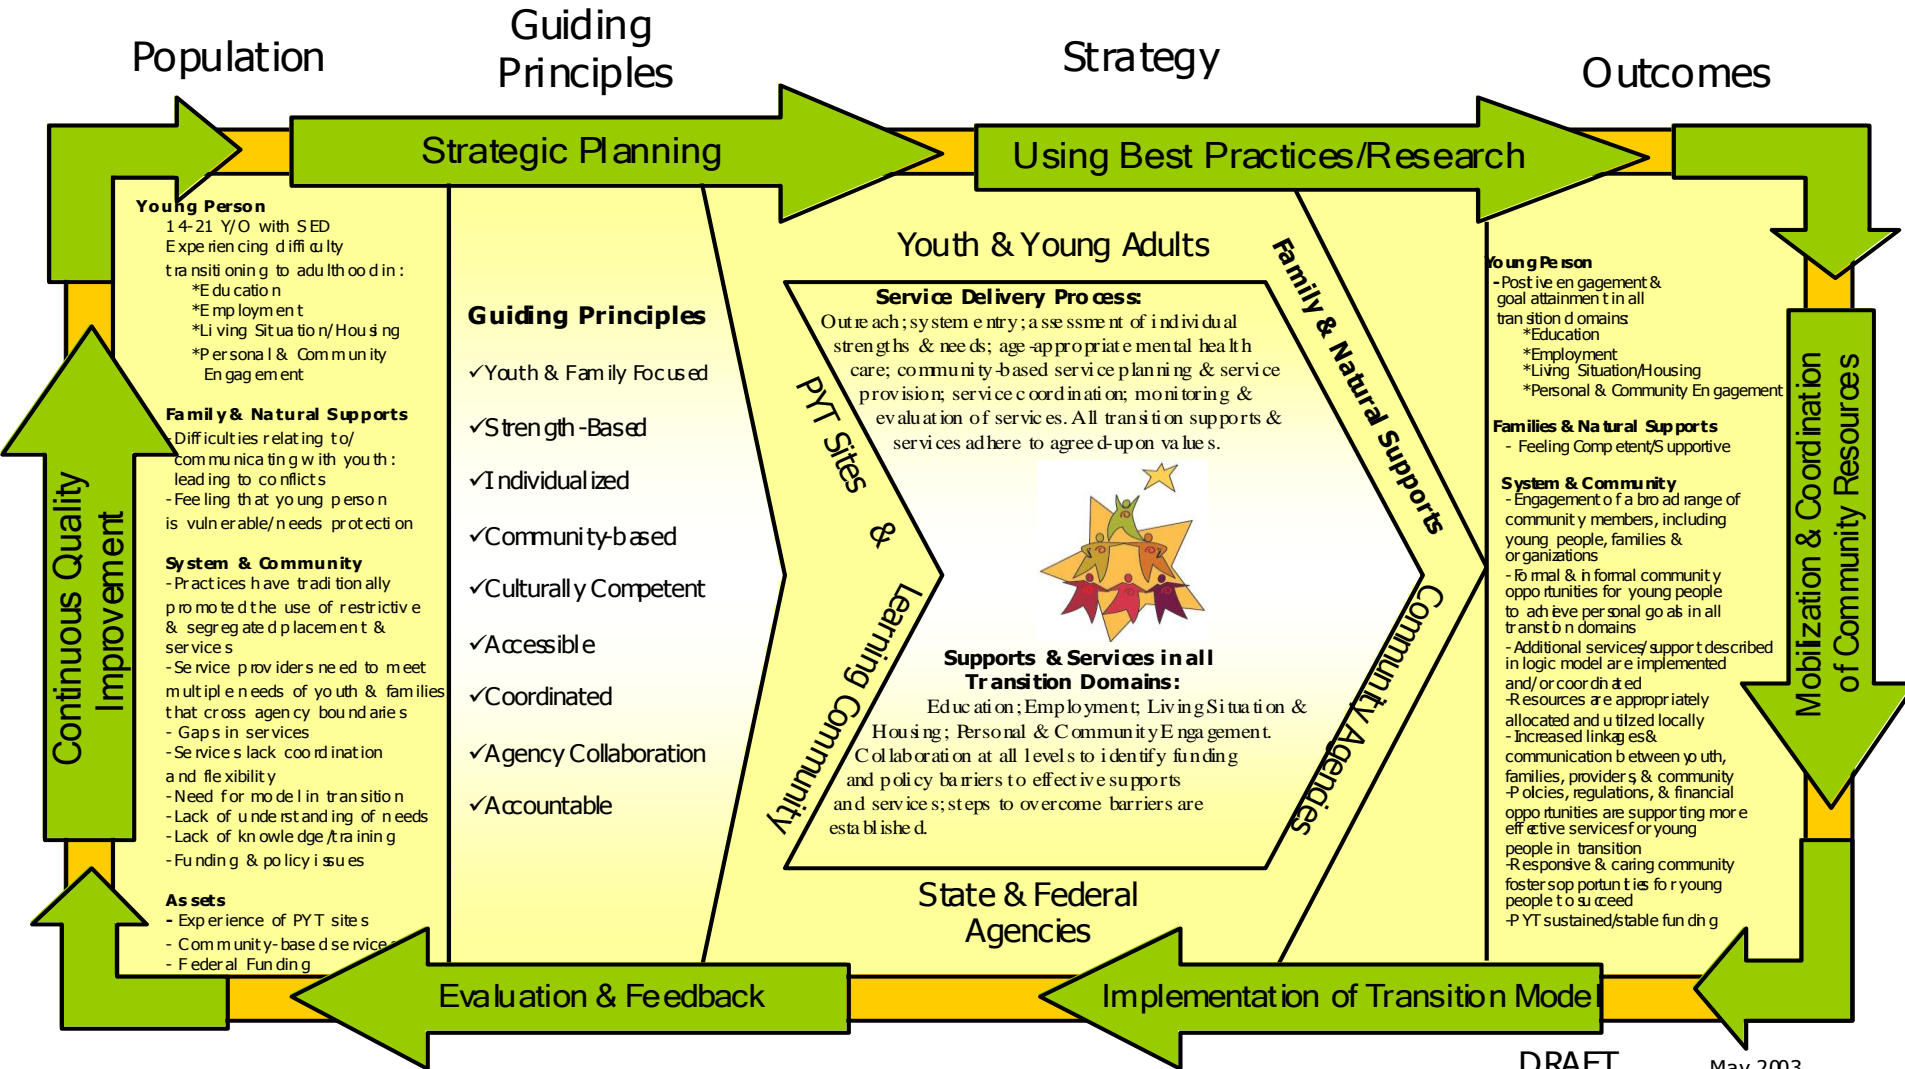 Population
Guiding
Principles
Strategy
Outcomes
Strategic Planning
Using Best Practices/Research
Mobilization & Coordination
of Community Resources
Implementation of Transition Model
Evaluation & Feedback
Continuous Quality
Improvement
Young Person
14-21 Y/O with SED
Experiencing difficulty
transitioning to adulthood in:
*Education
*Employment
*Living Situation/Housing
*Personal & Community
Engagement
Family & Natural Supports
-Difficulties relating to/
communicating with youth:
leading to conflicts
-Feeling that young person
is vulnerable/needs protection
System & Community
-Practices have traditionally
promoted the use of restrictive
& segregated placement &
services
-Service providers need to meet
multiple needs of youth & families
that cross agency boundaries
- Gaps in services
-Services lack coordination
and flexibility
-Need for model in transition
-Lack of understanding of needs
-Lack of knowledge/training
-Funding & policy issues
Assets
- Experience of PYT sites
- Community-based service
- Federal Funding
Guiding Principles
✓Youth & Family Focused
✓Strength-Based
✓Individualized
✓Community-based
✓Culturally Competent
✓Accessible
✓Coordinated
✓Agency Collaboration
✓Accountable
Youth & Young Adults
PYT Sites & Learning Community
Family & Natural Supports
Community Agencies
Service Delivery Process:
Outreach; system entry; assessment of individual
strengths & needs; age-appropriate mental health
care; community-based service planning & service
provision; service coordination; monitoring &
evaluation of services. All transition supports &
services adhere to agreed-upon values.
Supports & Services in all
Transition Domains:
Education; Employment; Living Situation &
Housing; Personal & Community Engagement.
Collaboration at all levels to identify funding
and policy barriers to effective supports
and services; steps to overcome barriers are
established.
State & Federal
Agencies
Young Person
-Postive engagement &
goal attainment in all
transition domains:
*Education
*Employment
*Living Situation/Housing
*Personal & Community Engagement
Families & Natural Supports
- Feeling Competent/Supportive
System & Community
-Engagement of a broad range of
community members, including
young people, families &
organizations
-Formal & informal community
opportunities for young people
to achieve personal goals in all
transition domains
-Additional services/support described
in logic model are implemented
and/or coordinated
-Resources are appropriately
allocated and utilized locally
-Increased linkages &
communication between youth,
families, providers, & community
-Polcies, regulations, & financial
opportunities are supporting more
effective services for young
people in transition
-Responsive & caring community
fosters opportunties for young
people to succeed
-PYT sustained/stable funding
DRAFT
May 2003